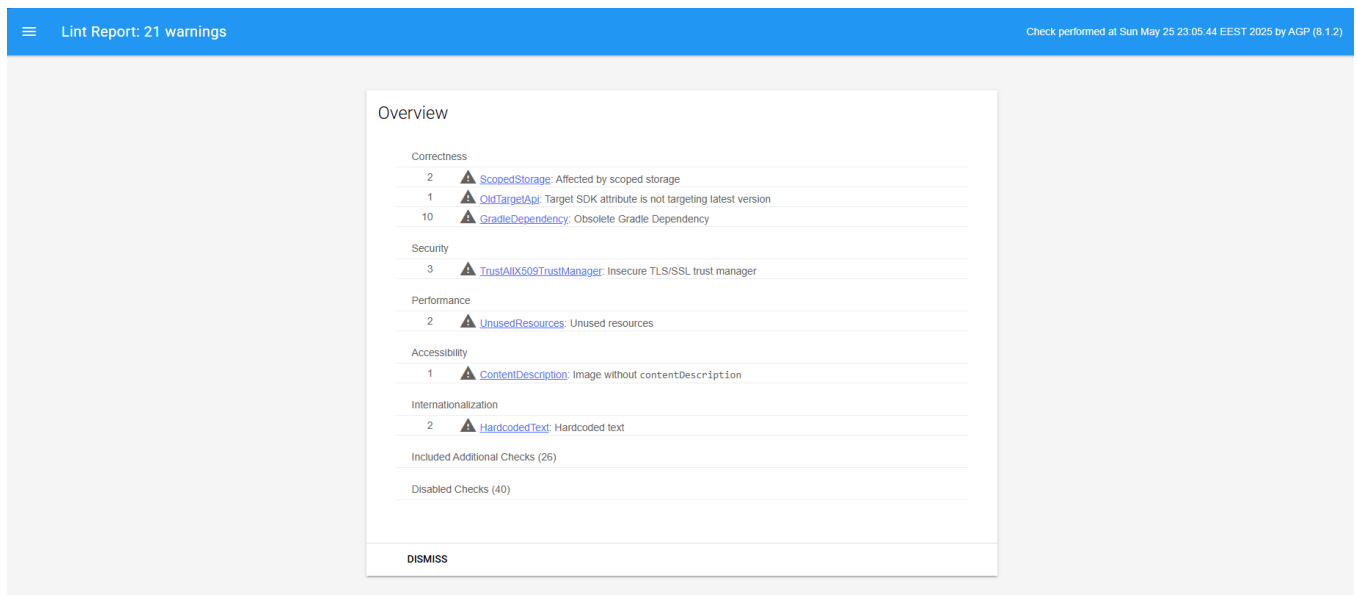 Lint Report: 21 warnings
Check performed at Sun May 25 23:05:44 EEST 2025 by AGP (8.1.2)
Overview
Correctness
2 ScopedStorage: Affected by scoped storage
1 OldTargetApi: Target SDK attribute is not targeting latest version
10 GradleDependency: Obsolete Gradle Dependency
Security
3 TrustAllX509TrustManager: Insecure TLS/SSL trust manager
Performance
2 UnusedResources: Unused resources
Accessibility
1 ContentDescription: Image without contentDescription
Internationalization
2 HardcodedText: Hardcoded text
Included Additional Checks (26)
Disabled Checks (40)
DISMISS